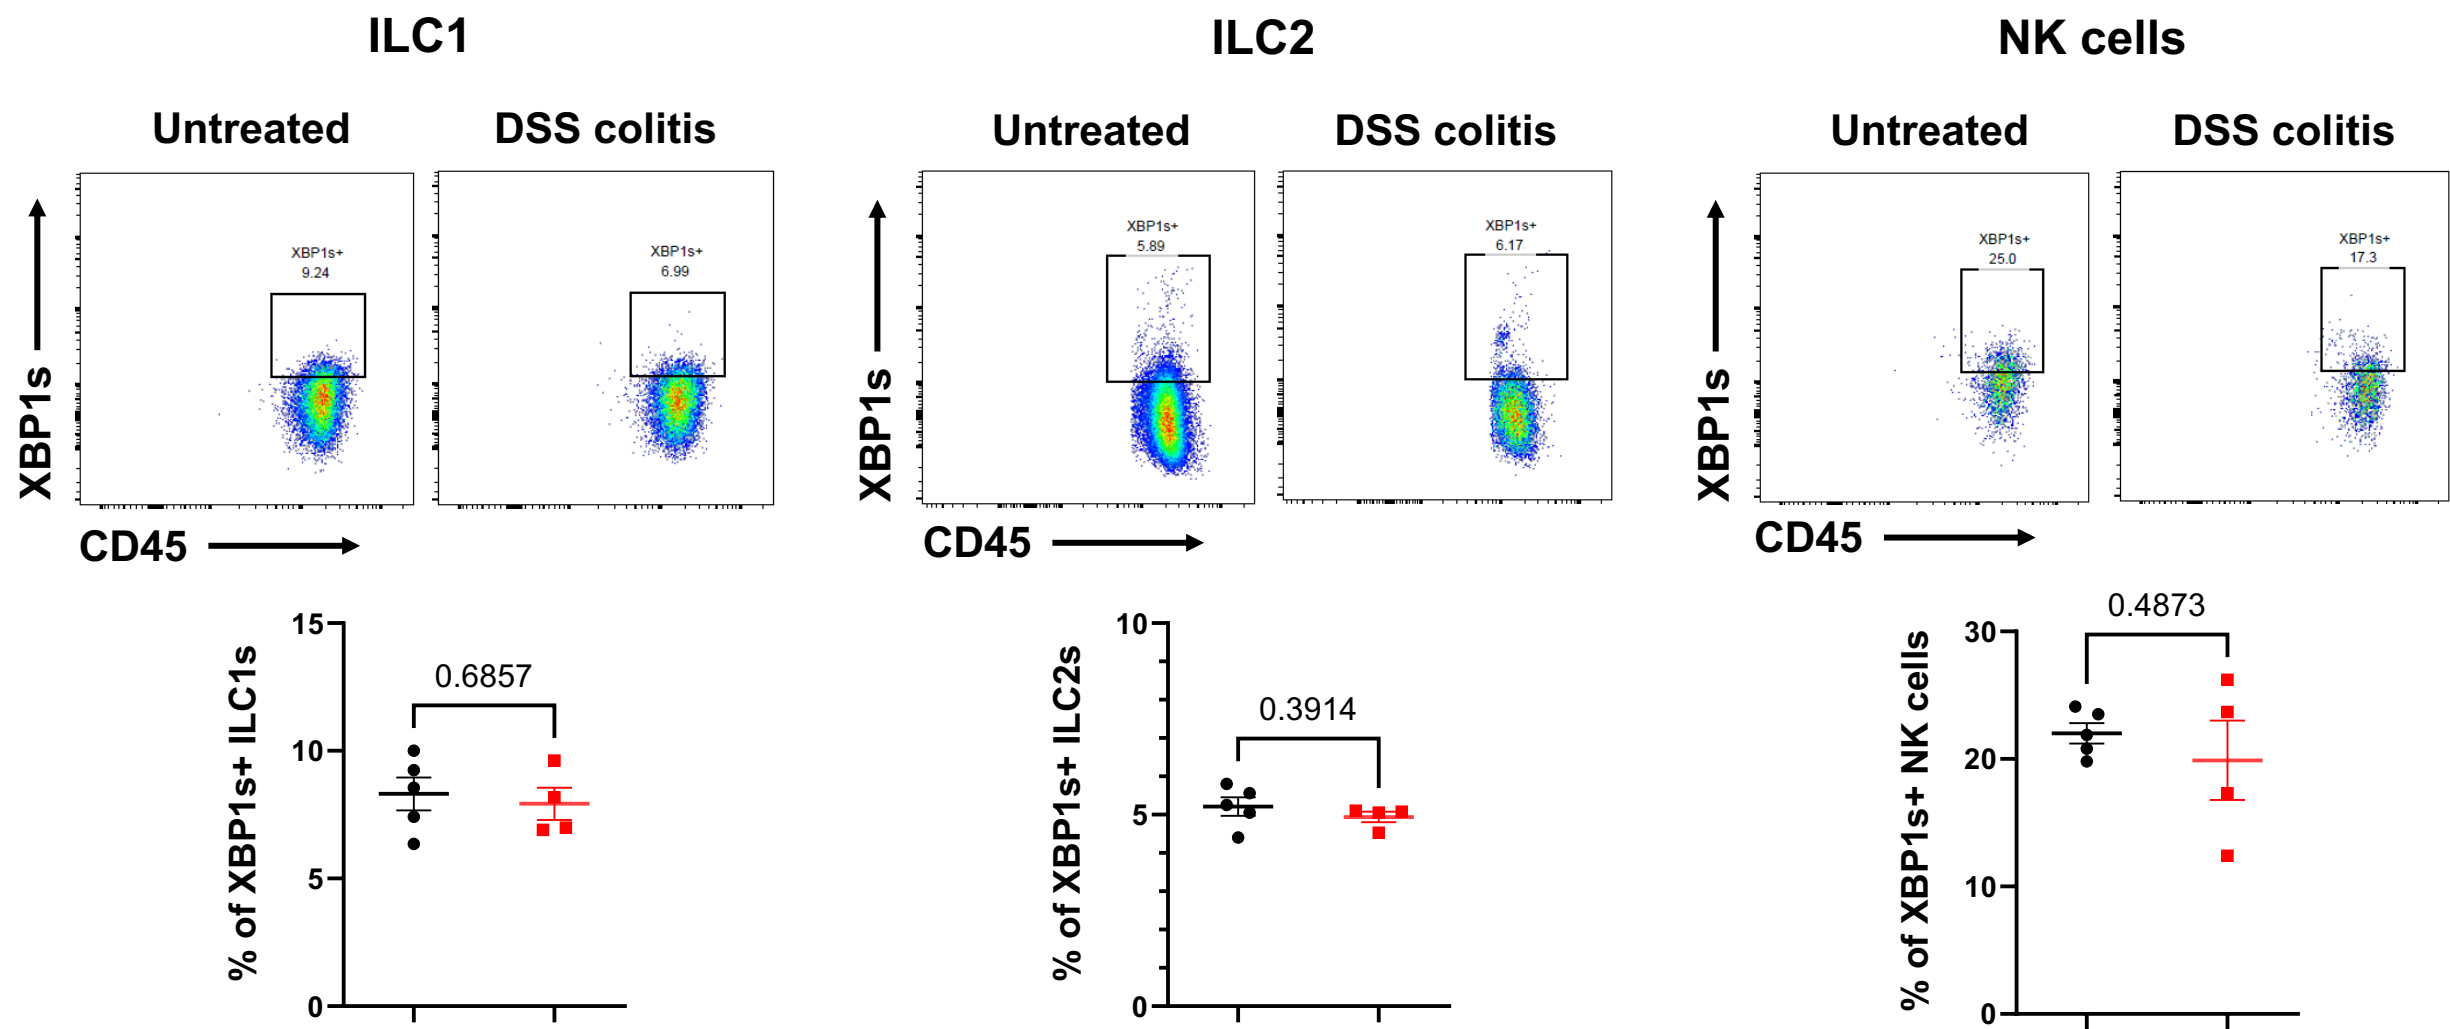 ILC1
Untreated
DSS colitis
XBP1s+
9.24
XBP1s+
6.99
XBP1s
CD45
15
10
5
0
% of XBP1s+ ILC1s
0.6857
ILC2
Untreated
DSS colitis
XBP1s+
5.89
XBP1s+
6.17
XBP1s
CD45
10
5
0
% of XBP1s+ ILC2s
0.3914
NK cells
Untreated
DSS colitis
XBP1s+
25.0
XBP1s+
17.3
XBP1s
CD45
30
20
10
0
% of XBP1s+ NK cells
0.4873